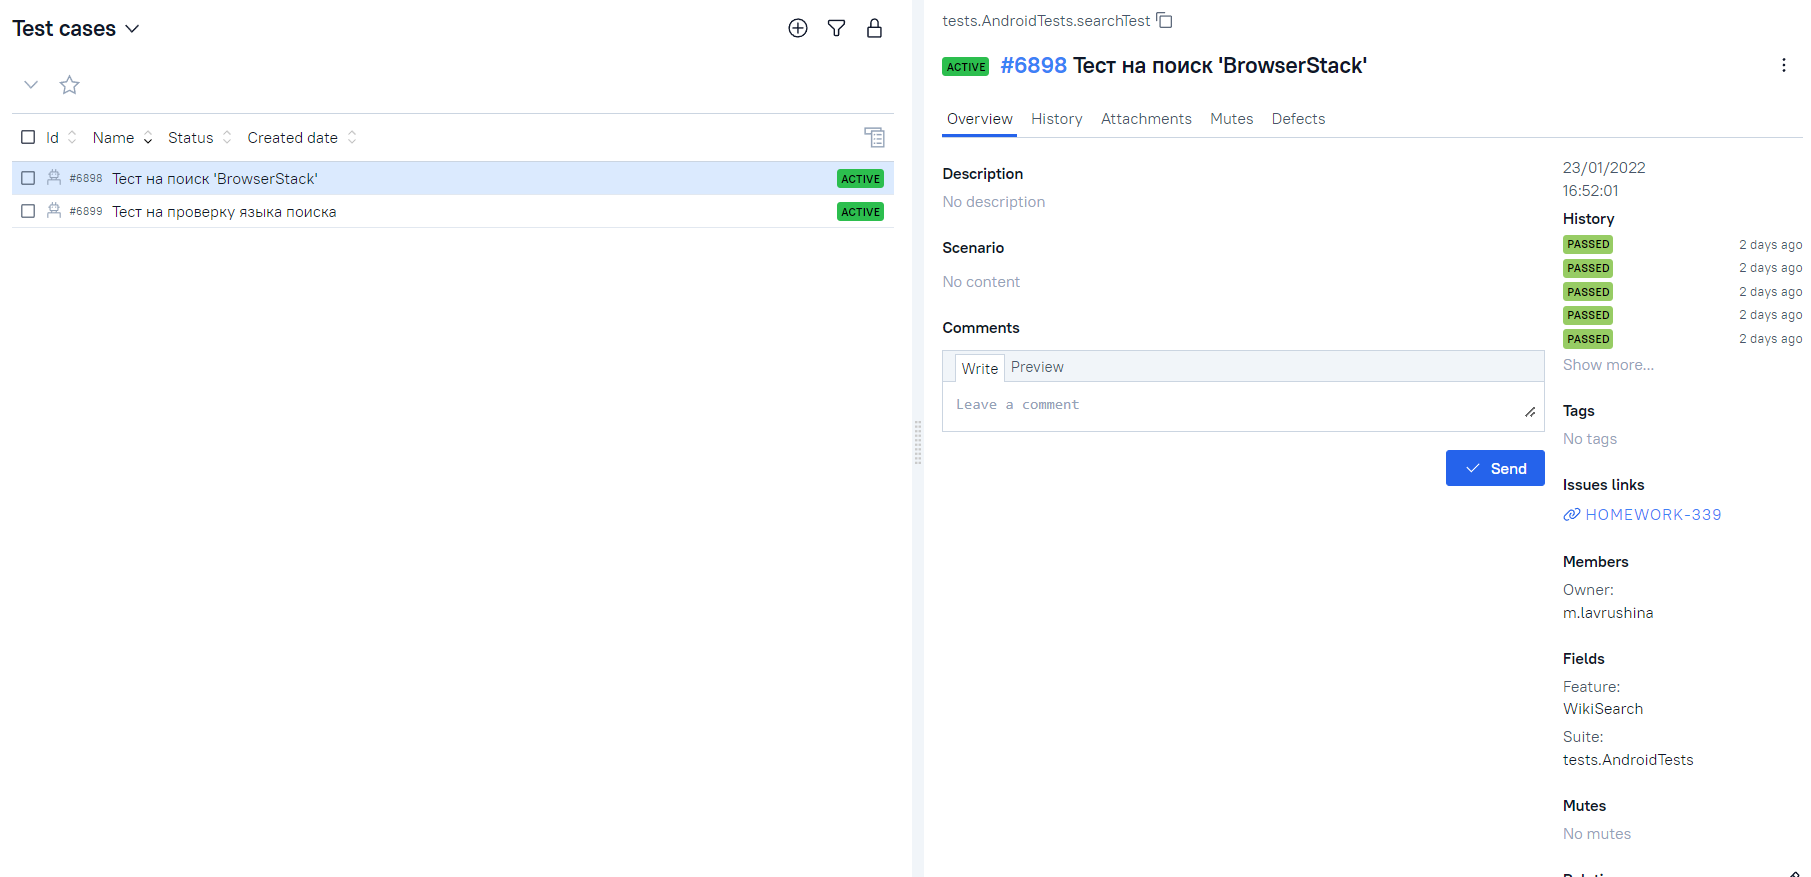 Test cases
Id Name Status Created date
#6898 Тест на поиск 'BrowserStack' ACTIVE
#6899 Тест на проверку языка поиска ACTIVE
tests.AndroidTests.searchTest
ACTIVE #6898 Тест на поиск 'BrowserStack'
Overview History Attachments Mutes Defects
Description
No description
Scenario
No content
Comments
Write Preview
Leave a comment
Send
23/01/2022
16:52:01
History
PASSED 2 days ago
PASSED 2 days ago
PASSED 2 days ago
PASSED 2 days ago
PASSED 2 days ago
Show more...
Tags
No tags
Issues links
HOMEWORK-339
Members
Owner:
m.lavrushina
Fields
Feature:
WikiSearch
Suite:
tests.AndroidTests
Mutes
No mutes